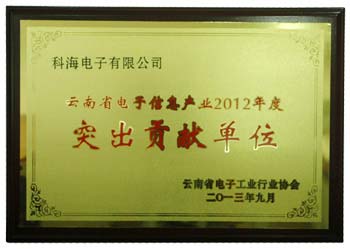 科海电子有限公司
云南省电子信息产业2012年度
突出贡献单位
云南省电子工业行业协会
二〇一三年九月